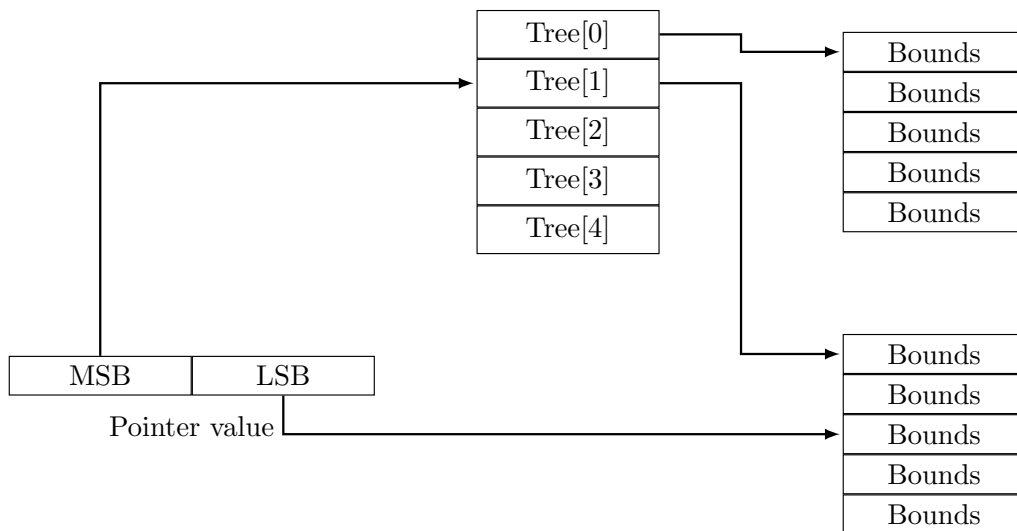 Tree[0]
Tree[1]
Tree[2]
Tree[3]
Tree[4]
Bounds
Bounds
Bounds
Bounds
Bounds
MSB
LSB
Pointer value
Bounds
Bounds
Bounds
Bounds
Bounds